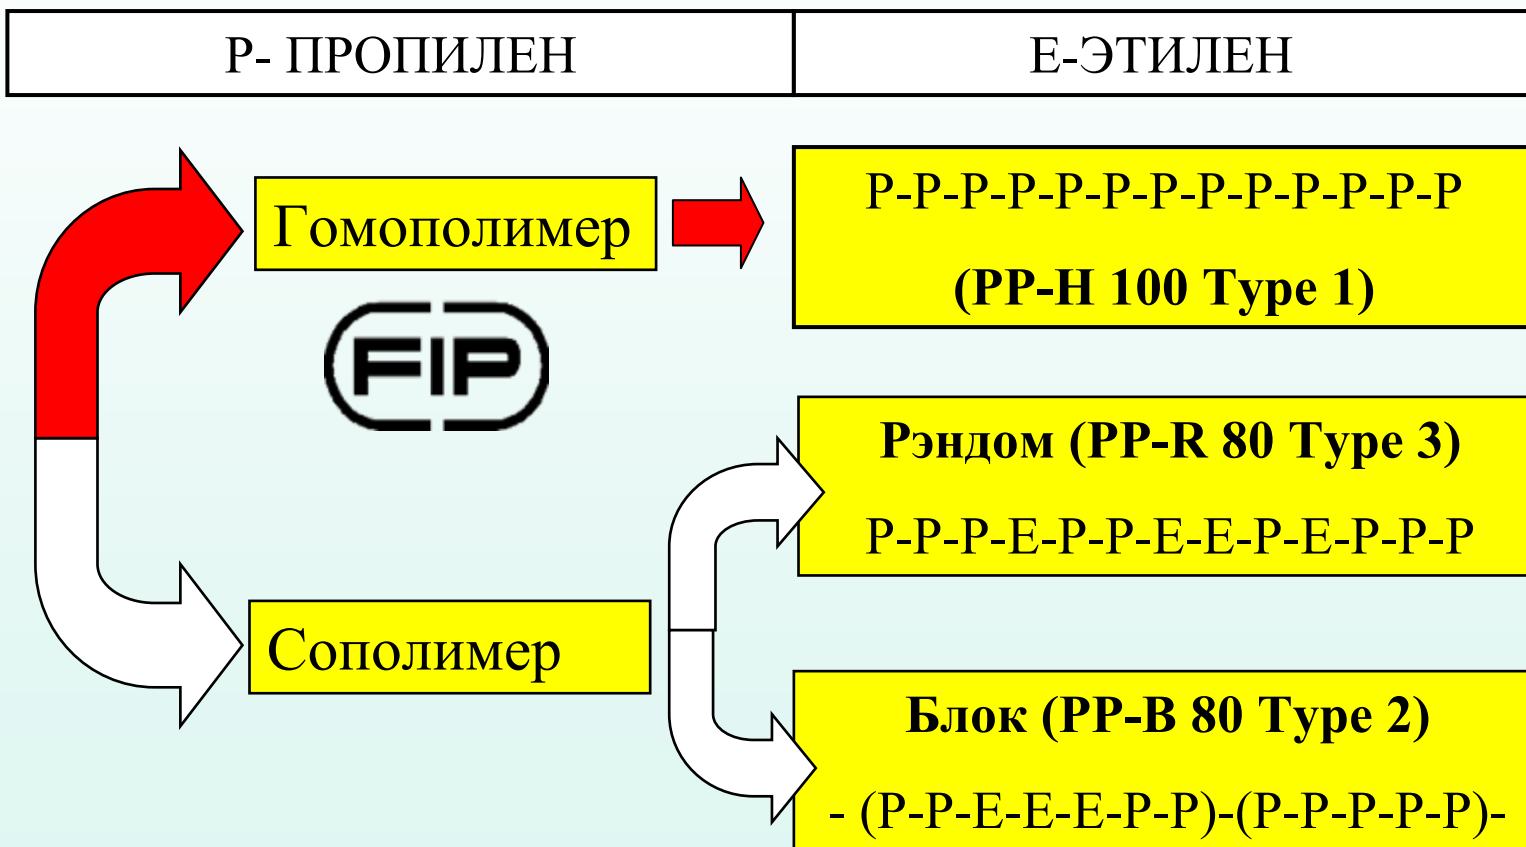 Р- ПРОПИЛЕН
Е-ЭТИЛЕН
Гомополимер
Р-Р-Р-Р-Р-Р-Р-Р-Р-Р-Р-Р-Р
(PP-H 100 Type 1)
FIP
Рэндом (PP-R 80 Type 3)
Р-Р-Р-Е-Р-Р-Е-Е-Р-Е-Р-Р-Р
Сополимер
Блок (PP-B 80 Type 2)
- (Р-Р-Е-Е-Е-Р-Р)-(Р-Р-Р-Р-Р)-